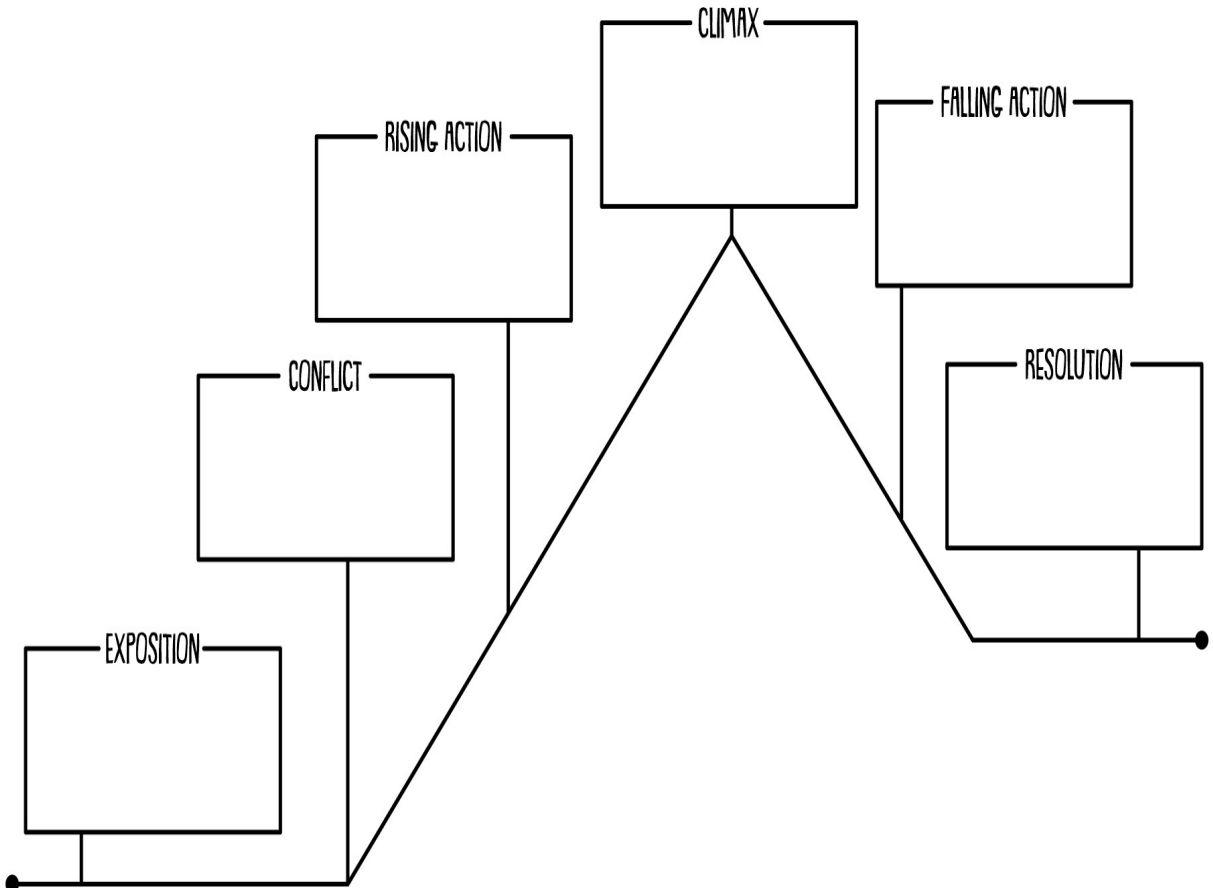 CLIMAX
FALLING ACTION
RISING ACTION
RESOLUTION
CONFLICT
EXPOSITION